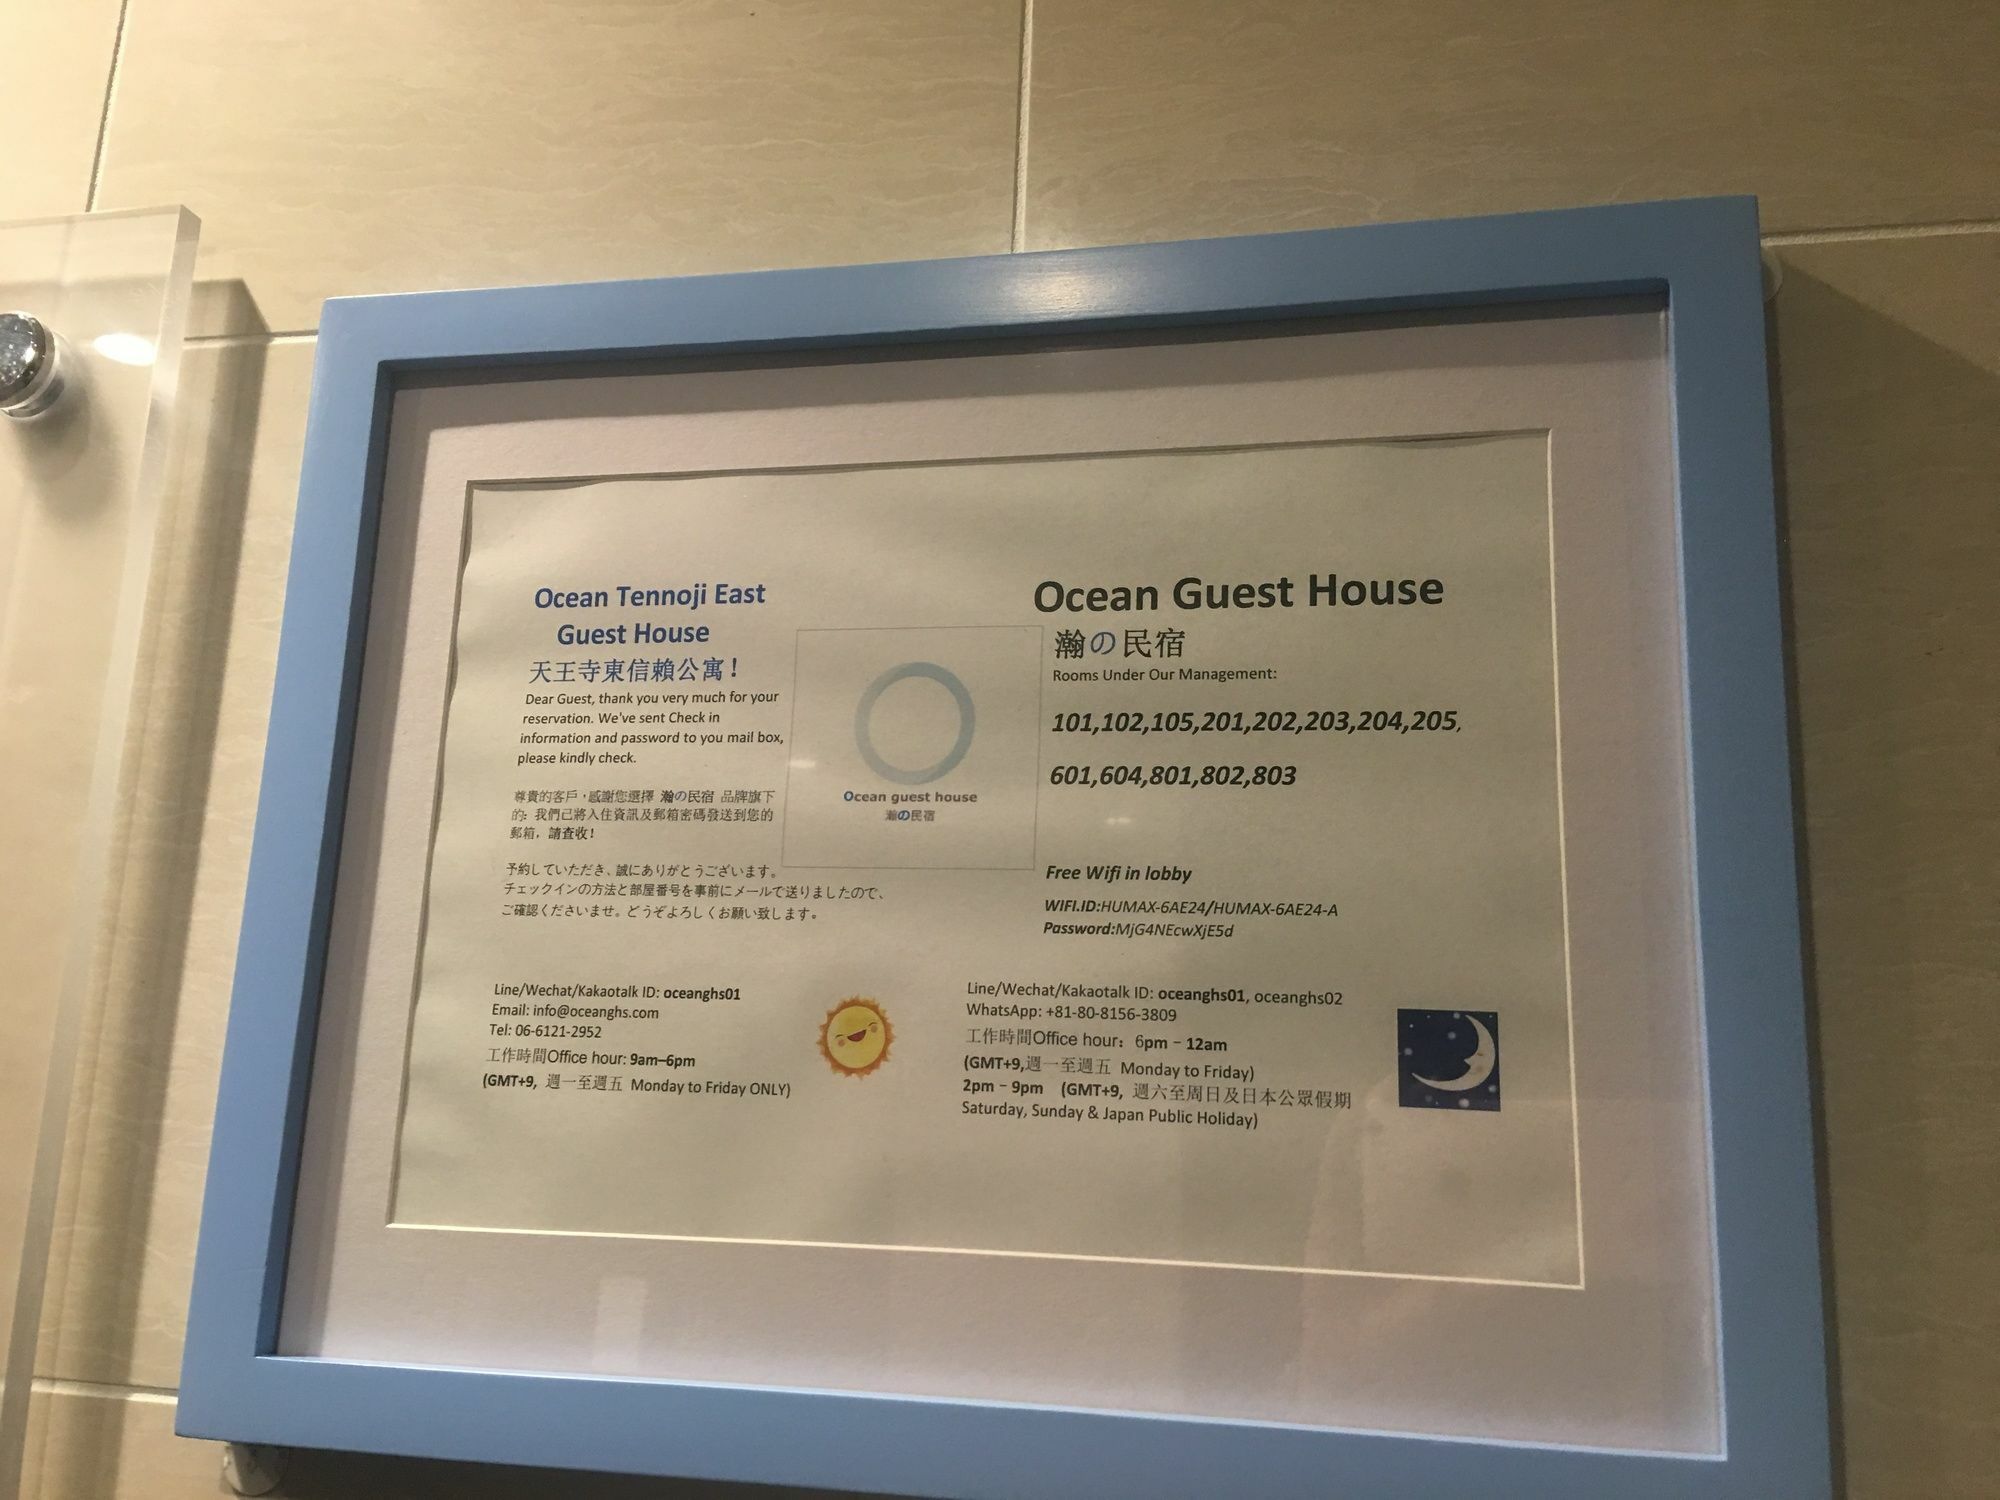 Ocean Tennoji East
Guest House
天王寺東信賴公寓！
Dear Guest, thank you very much for your
reservation. We've sent Check in
information and password to you mail box,
please kindly check.
尊貴的客戶，感謝您選擇 瀚の民宿 品牌旗下
的：我們已將入住資訊及郵箱密碼發送到您的
郵箱，請查收！
予約していただき、誠にありがとうございます。
チェックインの方法と部屋番号を事前にメールで送りましたので、
ご確認くださいませ。どうぞよろしくお願い致します。
Ocean guest house
瀚の民宿
Ocean Guest House
瀚の民宿
Rooms Under Our Management:
101,102,105,201,202,203,204,205,
601,604,801,802,803
Free Wifi in lobby
WIFI.ID:HUMAX-6AE24/HUMAX-6AE24-A
Password:MjG4NEcwXjE5d
Line/Wechat/Kakaotalk ID: oceanghs01
Email: info@oceanghs.com
Tel: 06-6121-2952
工作時間Office hour: 9am–6pm
(GMT+9, 週一至週五 Monday to Friday ONLY)
Line/Wechat/Kakaotalk ID: oceanghs01, oceanghs02
WhatsApp: +81-80-8156-3809
工作時間Office hour： 6pm – 12am
(GMT+9,週一至週五 Monday to Friday)
2pm – 9pm (GMT+9, 週六至周日及日本公眾假期
Saturday, Sunday & Japan Public Holiday)